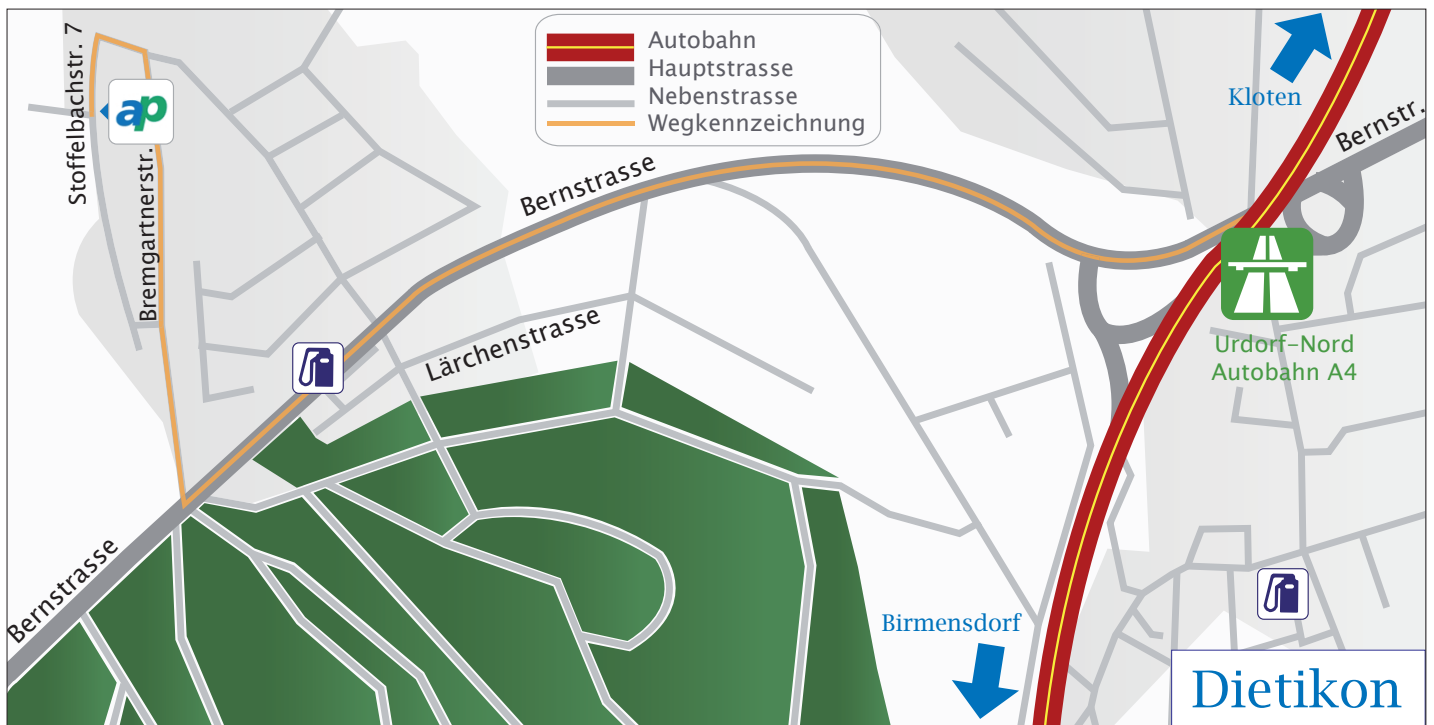 Autobahn
Hauptstrasse
Nebenstrasse
Wegkennzeichnung
Stoffelbachstr. 7
ap
Bremgartnerstr.
Bernstrasse
Kloten
Bernstr.
Urdorf-Nord
Autobahn A4
Lärchenstrasse
Bernstrasse
Birmensdorf
Dietikon